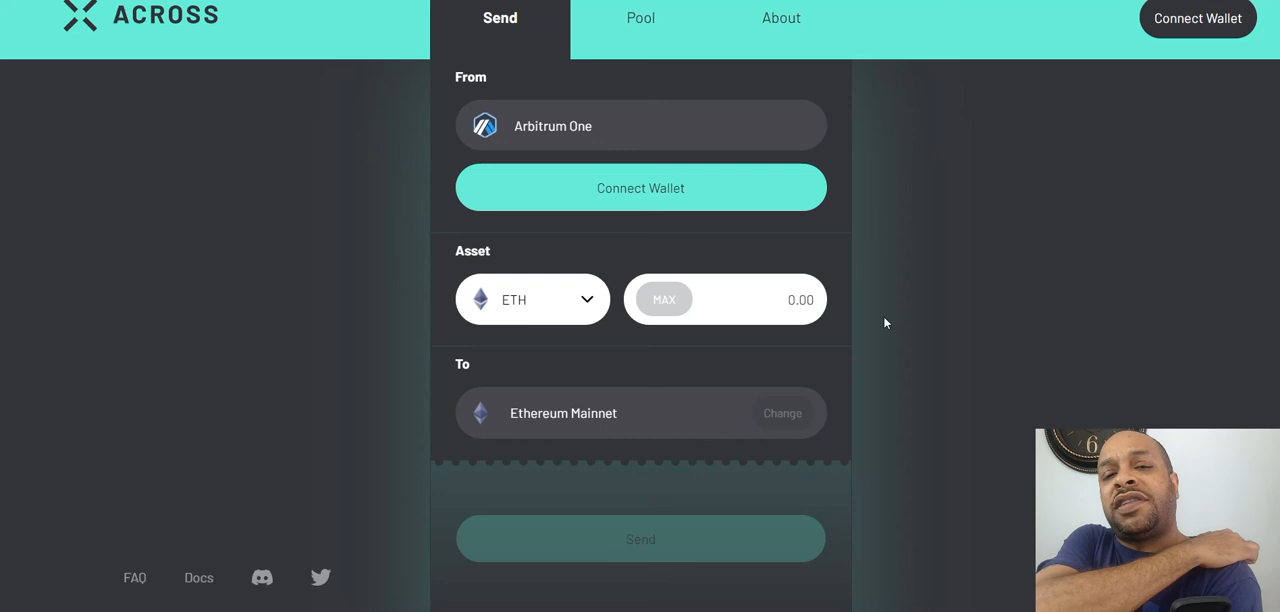 ACROSS
Send
Pool
About
Connect Wallet
From
Arbitrum One
Connect Wallet
Asset
ETH
MAX
0.00
To
Ethereum Mainnet
Change
Send
6
FAQ
Docs